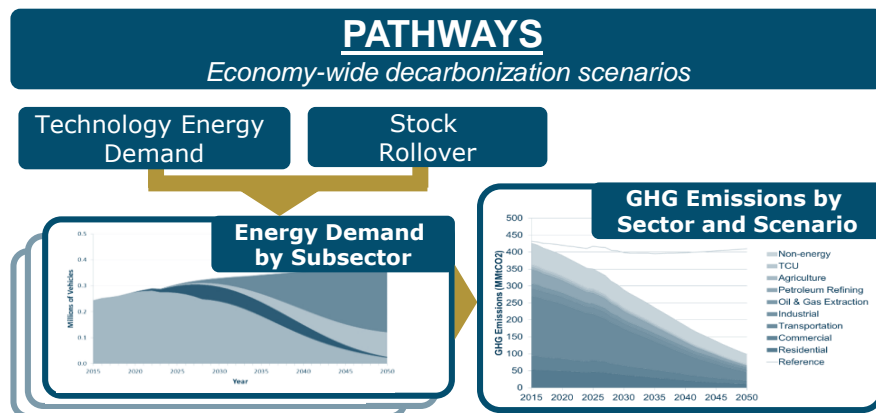 PATHWAYS
Economy-wide decarbonization scenarios
Technology Energy
Demand
Stock
Rollover
Energy Demand
by Subsector
0.5
0.4
0.3
0.2
0.1
0.0
Millions of Vehicles
2015
2020
2025
2030
2035
2040
2045
2050
Year
GHG Emissions by
Sector and Scenario
500
450
400
350
300
250
200
150
100
50
0
GHG Emissions (MMtCO2)
2015
2020
2025
2030
2035
2040
2045
2050
Non-energy
TCU
Agriculture
Petroleum Refining
Oil & Gas Extraction
Industrial
Transportation
Commercial
Residential
Reference